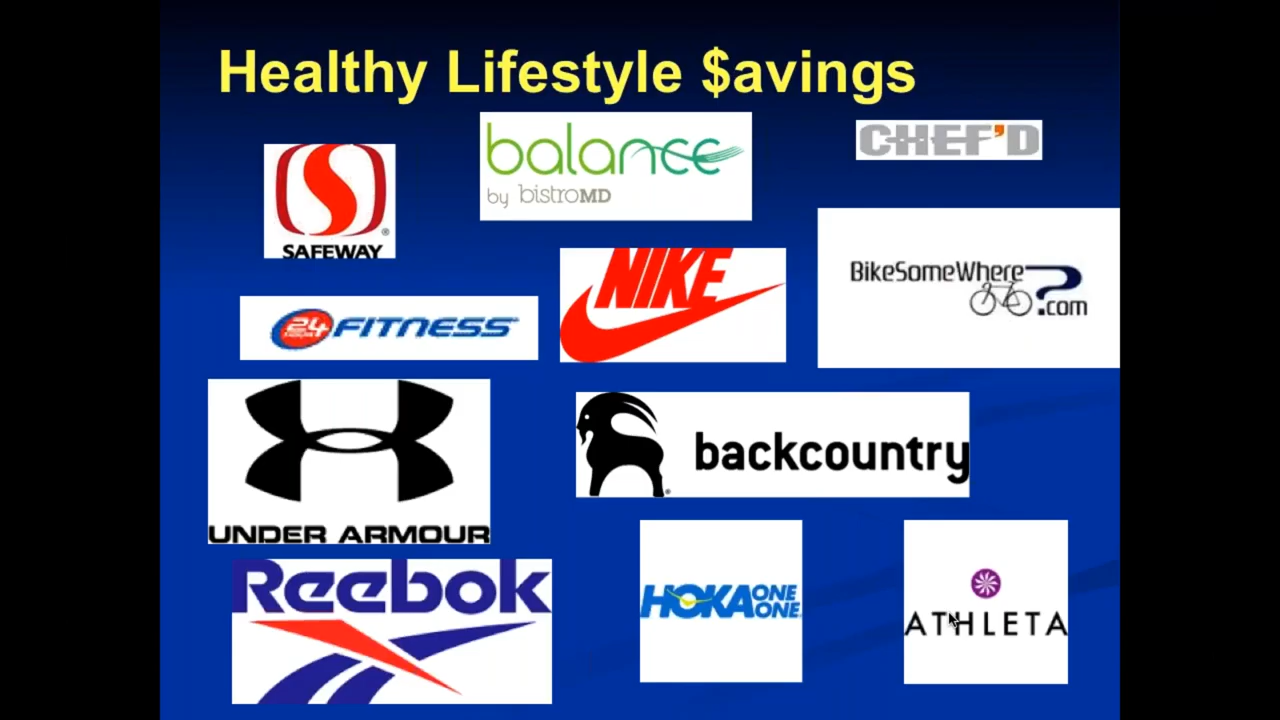 Healthy Lifestyle $avings
SAFEWAY
balance
by bistroMD
CHEF'D
24
FITNESS
NIKE
BikeSomeWhere
?
.com
UNDER ARMOUR
backcountry
Reebok
HOKA ONE
ONE
ATHLETA